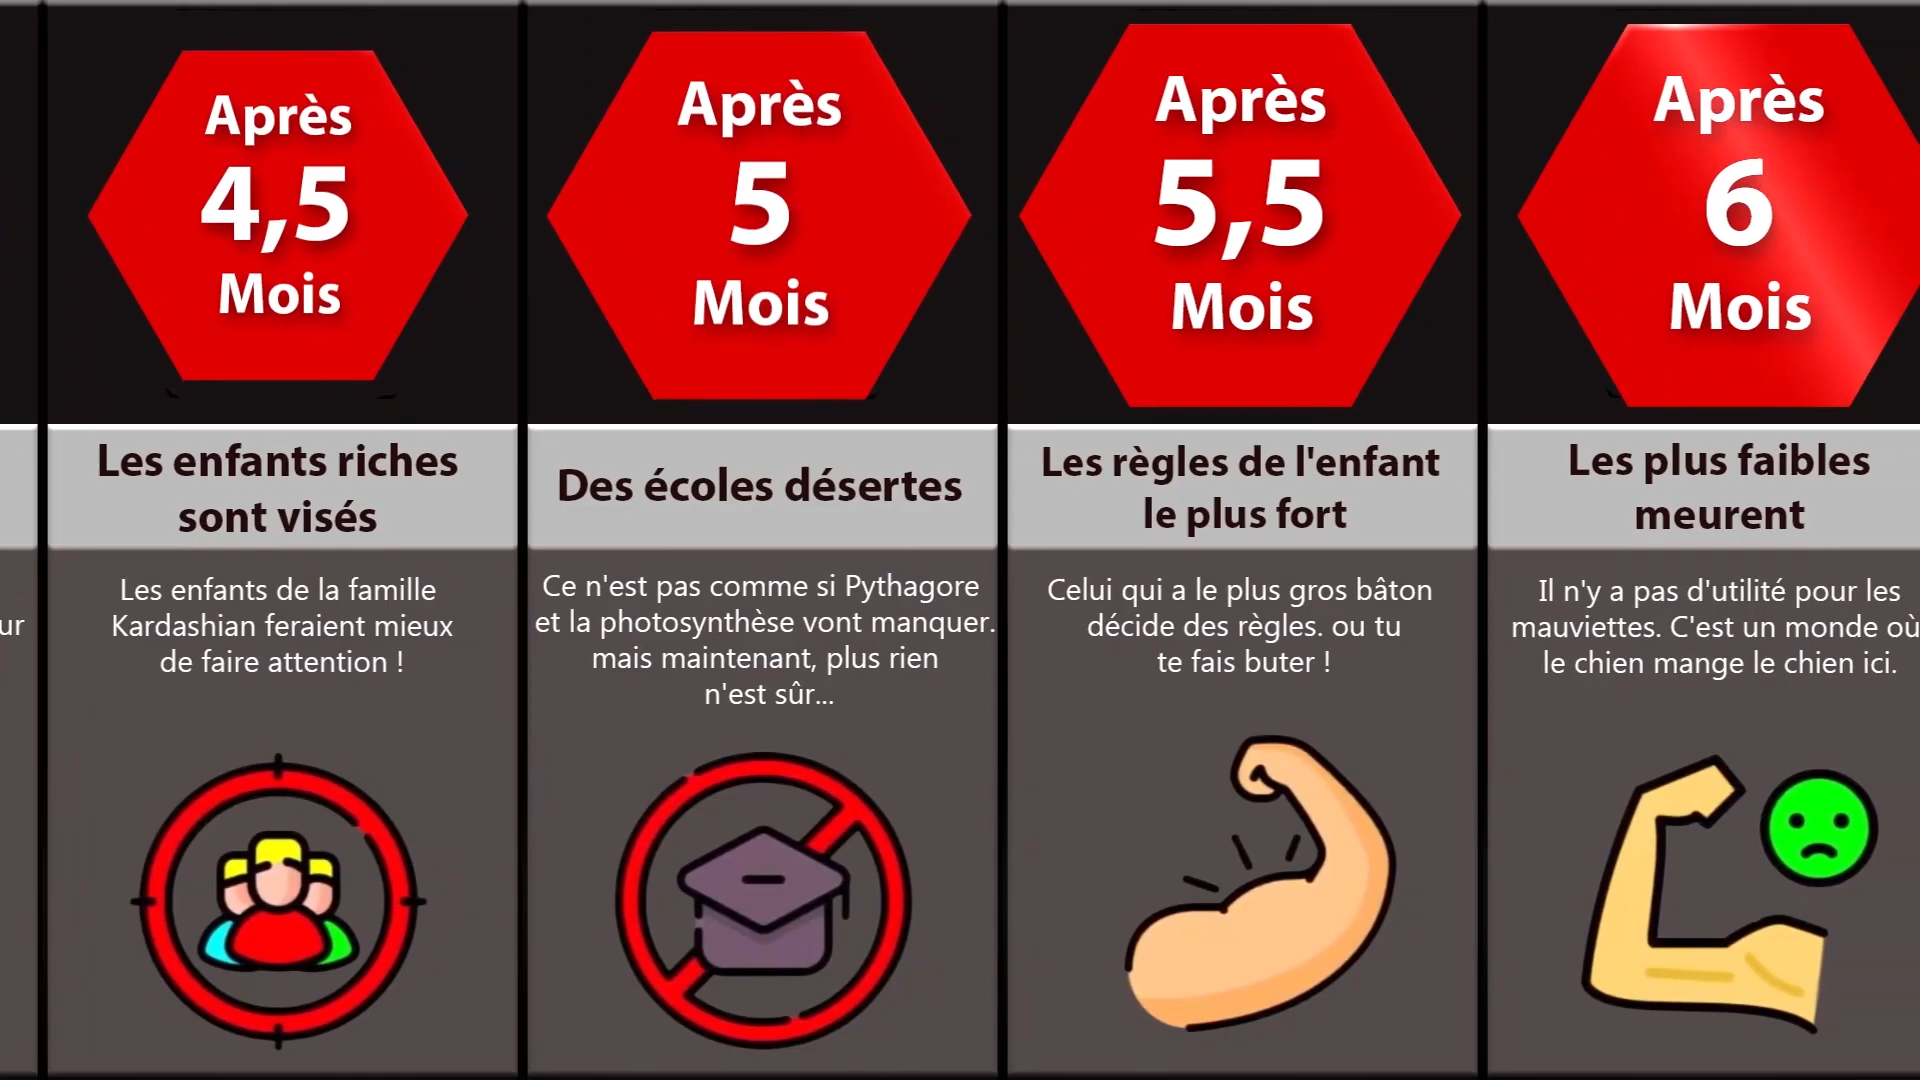 ur
Après
4,5
Mois
Les enfants riches
sont visés
Les enfants de la famille
Kardashian feraient mieux
de faire attention !
Après
5
Mois
Des écoles désertes
Ce n'est pas comme si Pythagore
et la photosynthèse vont manquer.
mais maintenant, plus rien
n'est sûr...
Après
5,5
Mois
Les règles de l'enfant
le plus fort
Celui qui a le plus gros bâton
décide des règles. ou tu
te fais buter !
Après
6
Mois
Les plus faibles
meurent
Il n'y a pas d'utilité pour les
mauviettes. C'est un monde où
le chien mange le chien ici.